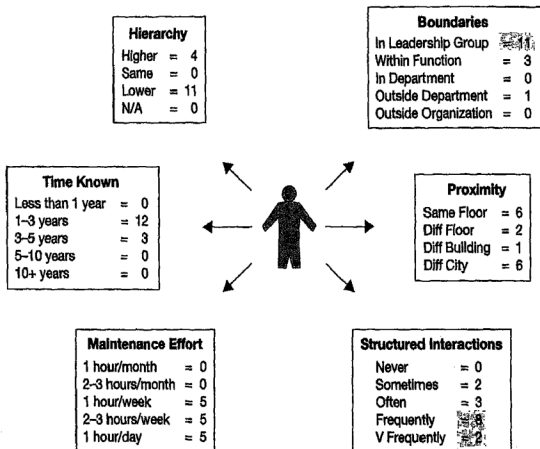 Hierarchy
Higher = 4
Same = 0
Lower = 11
N/A = 0
Boundaries
In Leadership Group = 11
Within Function = 3
In Department = 0
Outside Department = 1
Outside Organization = 0
Time Known
Less than 1 year = 0
1–3 years = 12
3–5 years = 3
5–10 years = 0
10+ years = 0
Proximity
Same Floor = 6
Diff Floor = 2
Diff Building = 1
Diff City = 6
Maintenance Effort
1 hour/month = 0
2–3 hours/month = 0
1 hour/week = 5
2–3 hours/week = 5
1 hour/day = 5
Structured Interactions
Never = 0
Sometimes = 2
Often = 3
Frequently = 8
V Frequently = 2